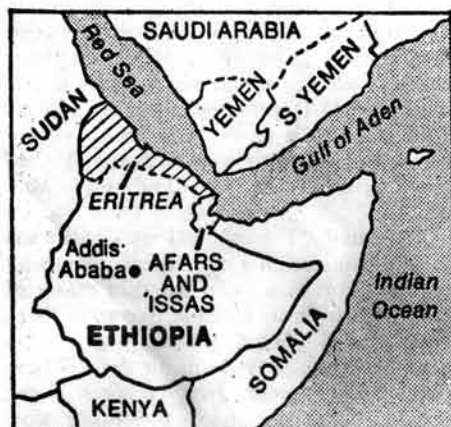 SAUDI ARABIA
Red Sea
SUDAN
YEMEN
S. YEMEN
Gulf of Aden
ERITREA
Addis
Ababa
AFARS
AND
ISSAS
Indian
Ocean
ETHIOPIA
SOMALIA
KENYA